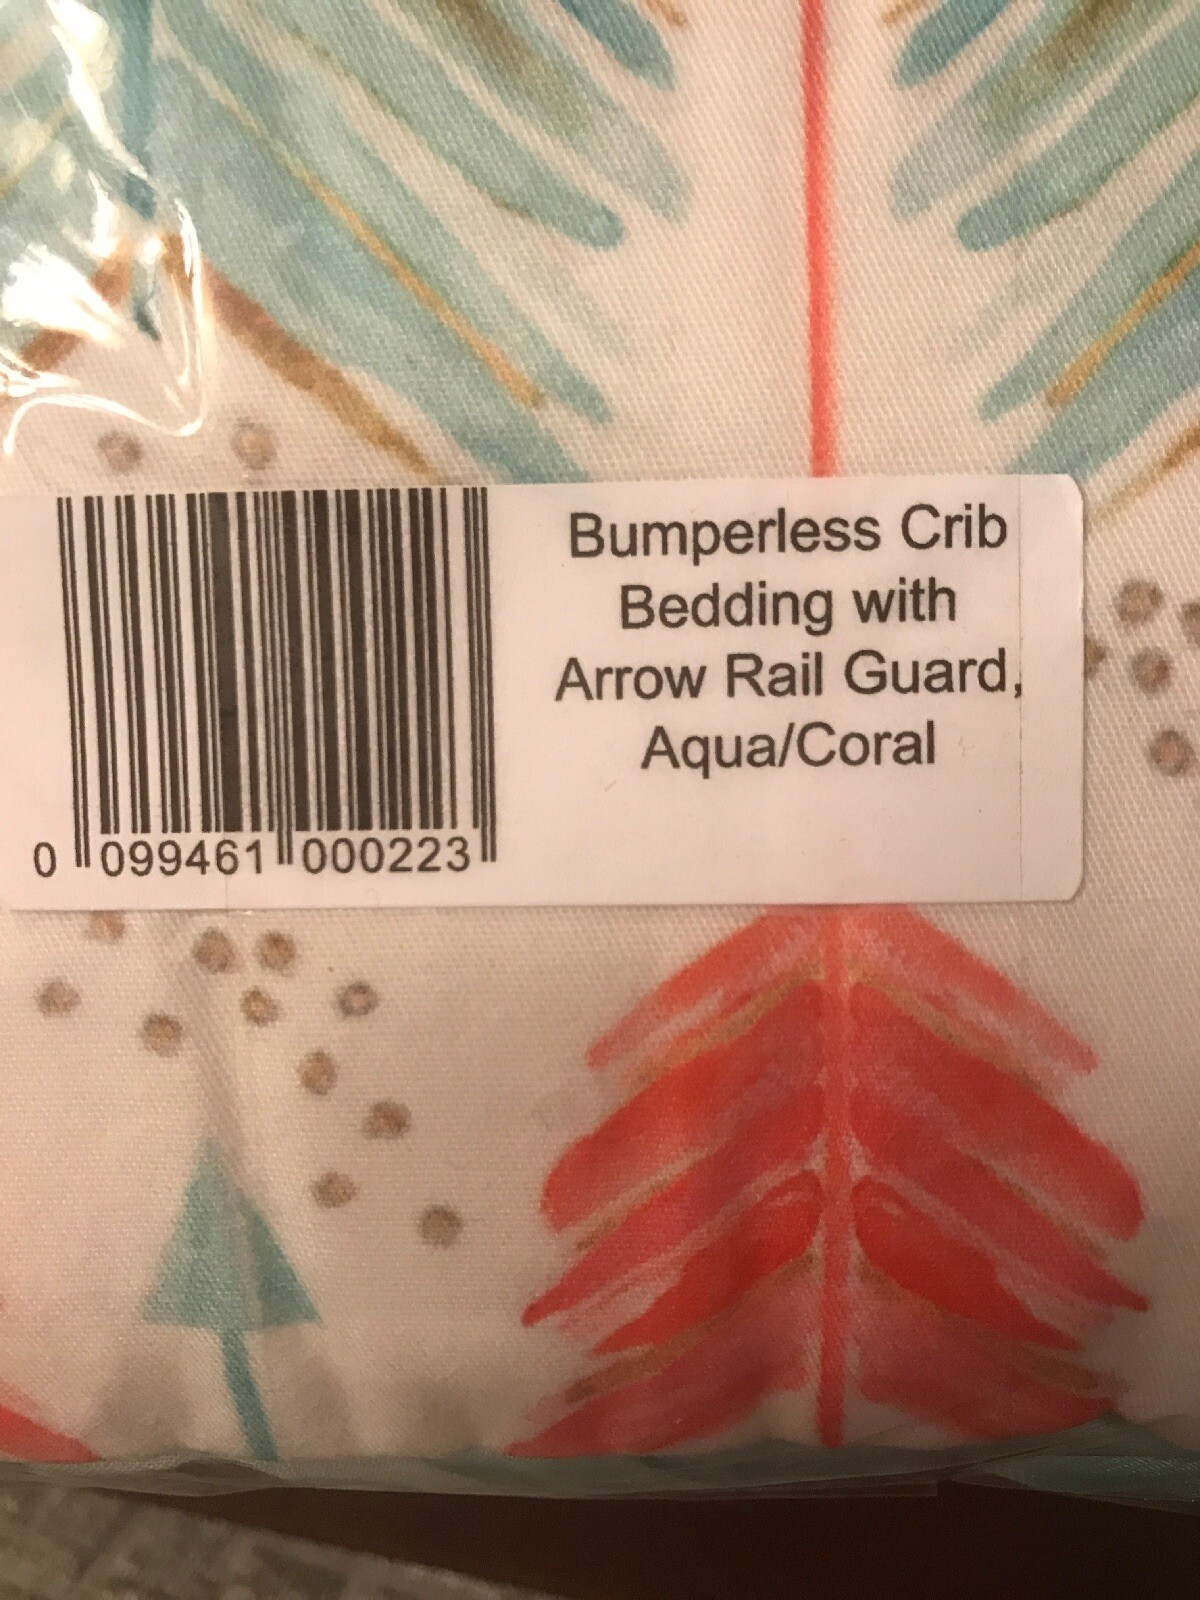 Bumperless Crib
Bedding with
Arrow Rail Guard,
Aqua/Coral
0 099461 000223